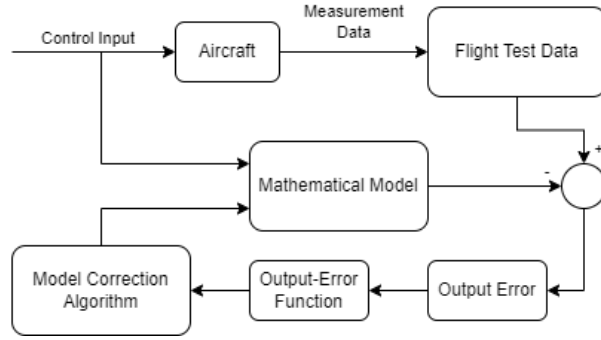 Measurement
Data
Control Input
Aircraft
Flight Test Data
+
-
Mathematical Model
Model Correction
Algorithm
Output-Error
Function
Output Error